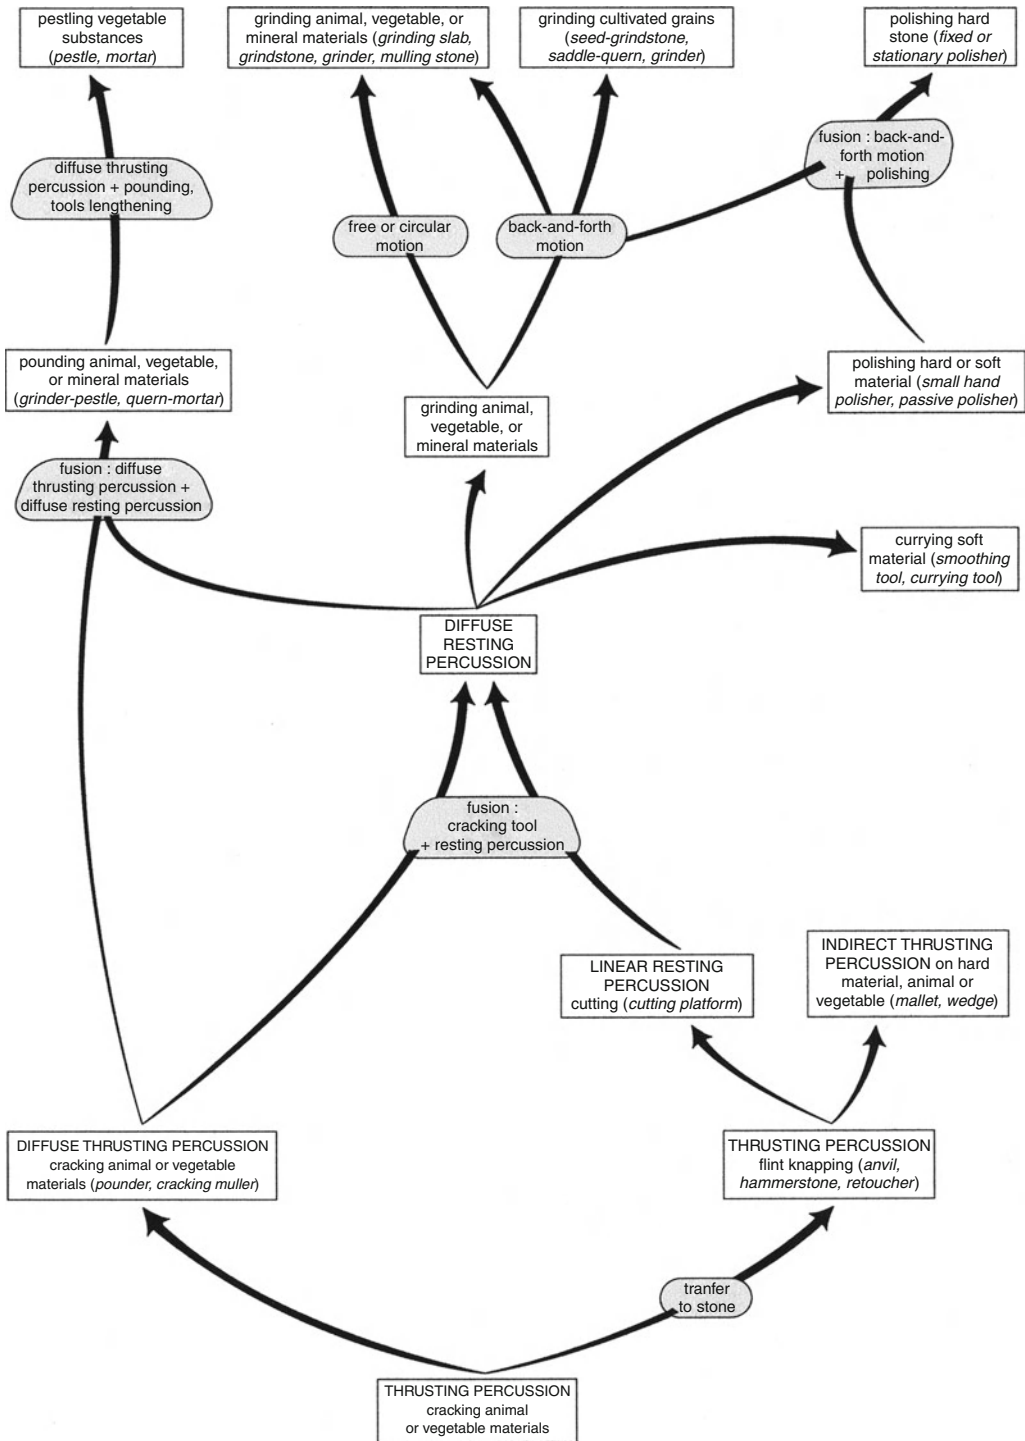 pestling vegetable
substances
(pestle, mortar)
grinding animal, vegetable, or
mineral materials (grinding slab,
grindstone, grinder, mulling stone)
grinding cultivated grains
(seed-grindstone,
saddle-quern, grinder)
polishing hard
stone (fixed or
stationary polisher)
diffuse thrusting
percussion + pounding,
tools lengthening
free or circular
motion
back-and-forth
motion
fusion : back-and-
forth motion
+ polishing
pounding animal, vegetable,
or mineral materials
(grinder-pestle, quern-mortar)
grinding animal,
vegetable, or
mineral materials
polishing hard or soft
material (small hand
polisher, passive polisher)
fusion : diffuse
thrusting percussion +
diffuse resting percussion
currying soft
material (smoothing
tool, currying tool)
DIFFUSE
RESTING
PERCUSSION
fusion :
cracking tool
+ resting percussion
LINEAR RESTING
PERCUSSION
cutting (cutting platform)
INDIRECT THRUSTING
PERCUSSION on hard
material, animal or
vegetable (mallet, wedge)
DIFFUSE THRUSTING PERCUSSION
cracking animal or vegetable
materials (pounder, cracking muller)
THRUSTING PERCUSSION
flint knapping (anvil,
hammerstone, retoucher)
tranfer
to stone
THRUSTING PERCUSSION
cracking animal
or vegetable materials